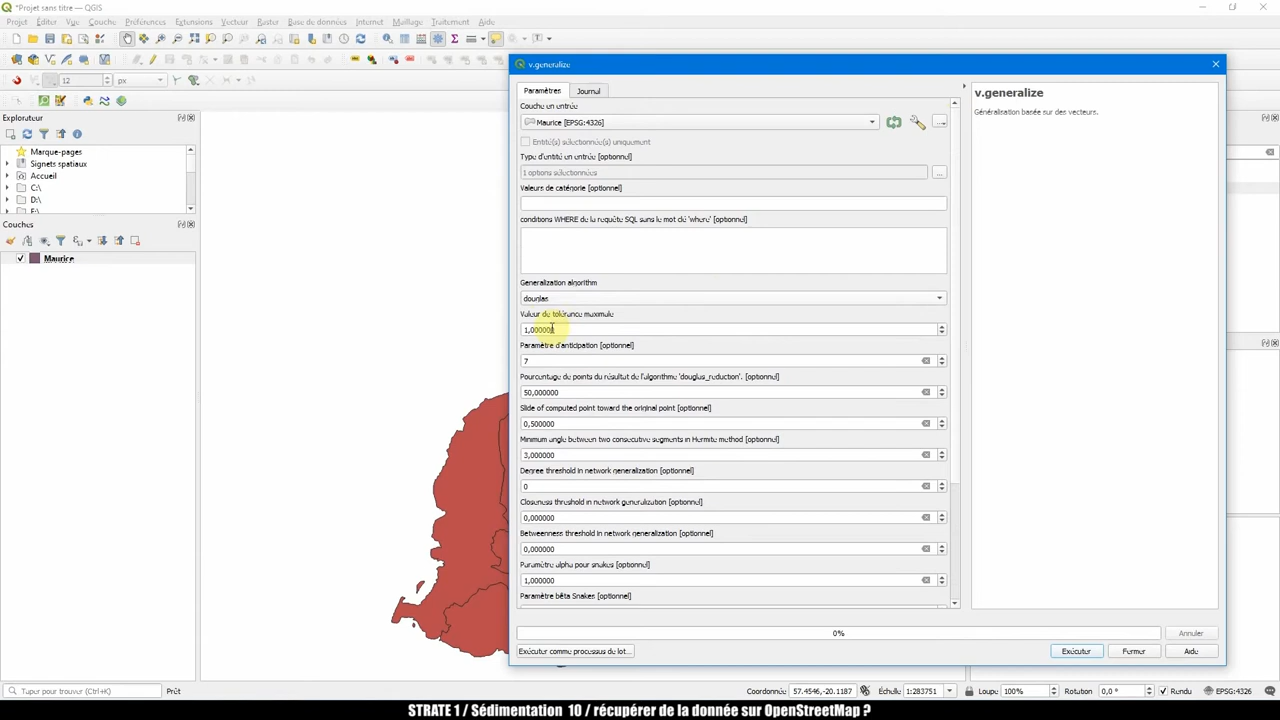 *Projet sans titre — QGIS
Projet Éditer Vue Couche Préférences Extensions Vecteur Raster Base de données Internet Maillage Traitement Aide
12 px
Explorateur
Marque-pages
Signets spatiaux
Accueil
C:\
D:\
Couches
Maurice
v.generalize
Paramètres Journal
Couche en entrée
Maurice [EPSG:4326]
Entité(s) sélectionnée(s) uniquement
Type d'entité en entrée [optionnel]
1 options sélectionnées
Valeurs de catégorie [optionnel]
conditions WHERE de la requête SQL sans le mot clé 'where' [optionnel]
Generalization algorithm
douglas
Valeur de tolérance maximale
1,000000
Paramètre d'anticipation [optionnel]
7
Pourcentage de points du résultat de l'algorithme 'douglas_reduction'. [optionnel]
50,000000
Slide of computed point toward the original point [optionnel]
0,500000
Minimum angle between two consecutive segments in Hermite method [optionnel]
3,000000
Degree threshold in network generalization [optionnel]
0
Closeness threshold in network generalization [optionnel]
0,000000
Betweenness threshold in network generalization [optionnel]
0,000000
Paramètre alpha pour snakes [optionnel]
1,000000
Paramètre bêta Snakes [optionnel]
0%
Annuler
Exécuter comme processus de lot...
Exécuter Fermer Aide
v.generalize
Généralisation basée sur des vecteurs.
Taper pour trouver (Ctrl+K) Prêt Coordonnée 57.4546,-20.1187 Échelle 1:283751 Loupe 100% Rotation 0,0 ° Rendu EPSG:4326
STRATE 1 / Sédimentation 10 / récupérer de la donnée sur OpenStreetMap ?